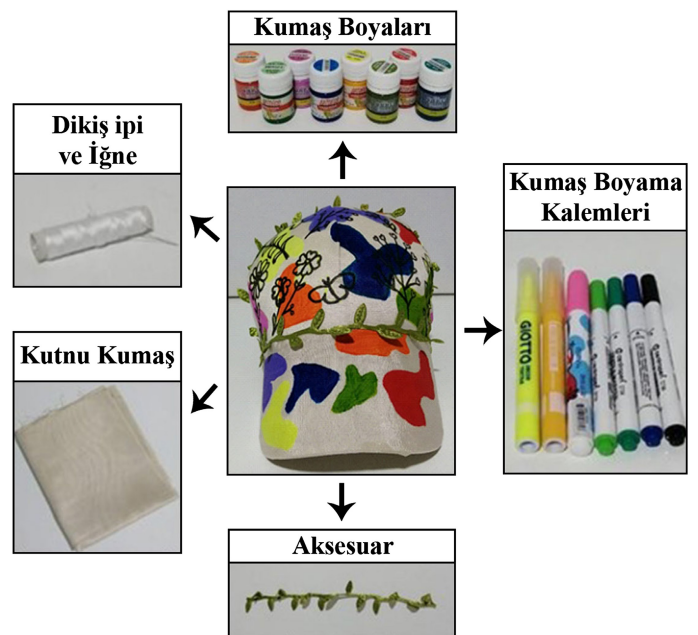 Kumaş Boyaları
Dikiş ipi
ve İğne
Kumaş Boyama
Kalemleri
GIOTTO
Kutnu Kumaş
Aksesuar